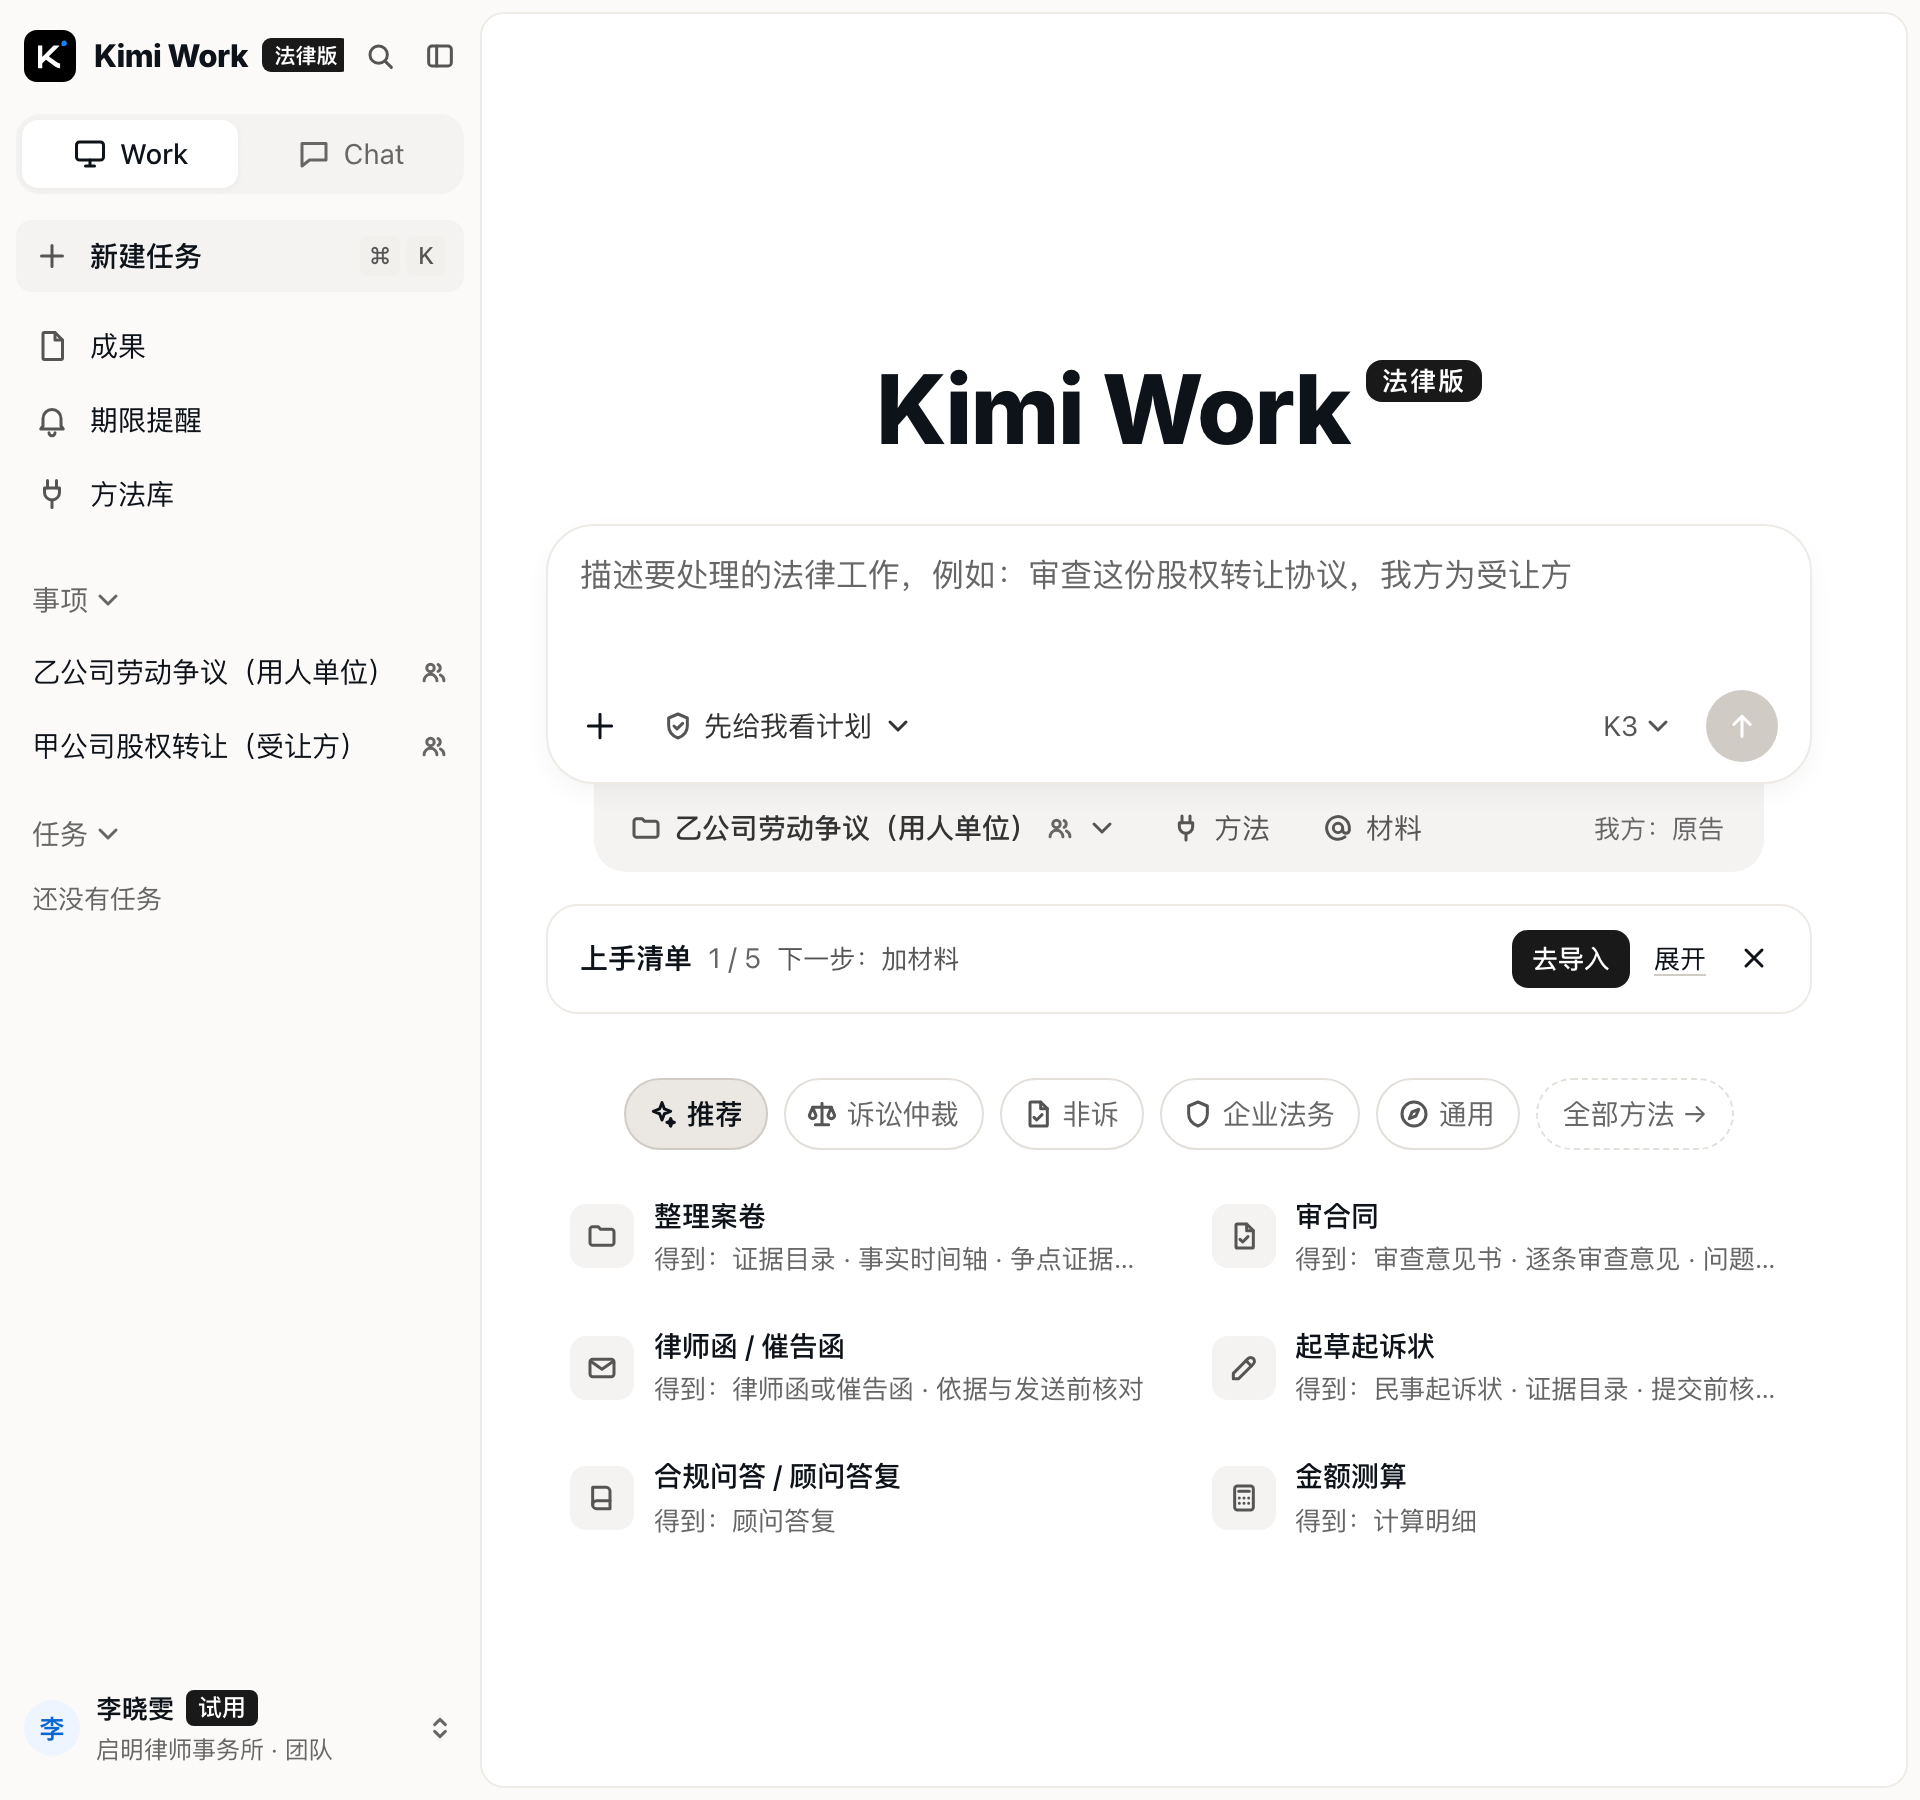 Kimi Work 法律版
Work
Chat
新建任务 ⌘ K
成果
期限提醒
方法库
事项
乙公司劳动争议（用人单位）
甲公司股权转让（受让方）
任务
还没有任务
李
李晓雯 试用
启明律师事务所 · 团队
Kimi Work 法律版
描述要处理的法律工作，例如：审查这份股权转让协议，我方为受让方
先给我看计划
K3
乙公司劳动争议（用人单位）
方法
材料
我方：原告
上手清单 1 / 5 下一步：加材料
去导入
展开
推荐
诉讼仲裁
非诉
企业法务
通用
全部方法 →
整理案卷
得到：证据目录 · 事实时间轴 · 争点证据...
审合同
得到：审查意见书 · 逐条审查意见 · 问题...
律师函 / 催告函
得到：律师函或催告函 · 依据与发送前核对
起草起诉状
得到：民事起诉状 · 证据目录 · 提交前核...
合规问答 / 顾问答复
得到：顾问答复
金额测算
得到：计算明细